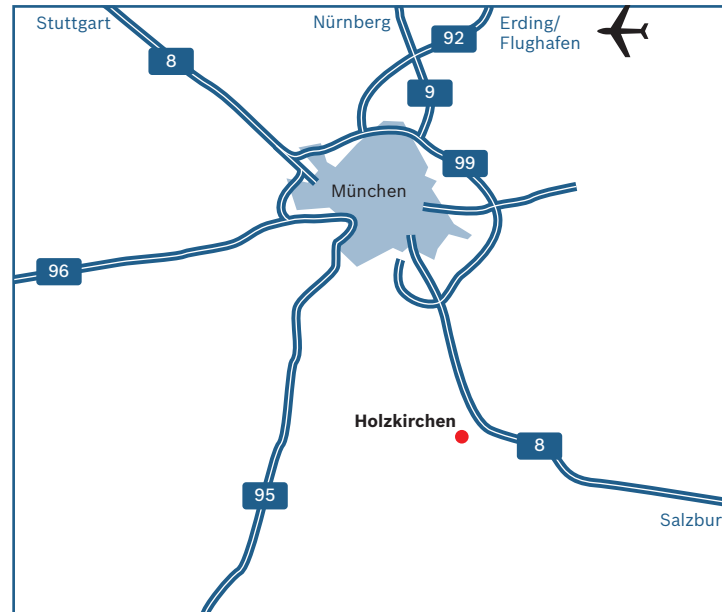 Stuttgart
Nürnberg
Erding/
Flughafen
92
8
9
99
München
96
Holzkirchen
8
95
Salzbur